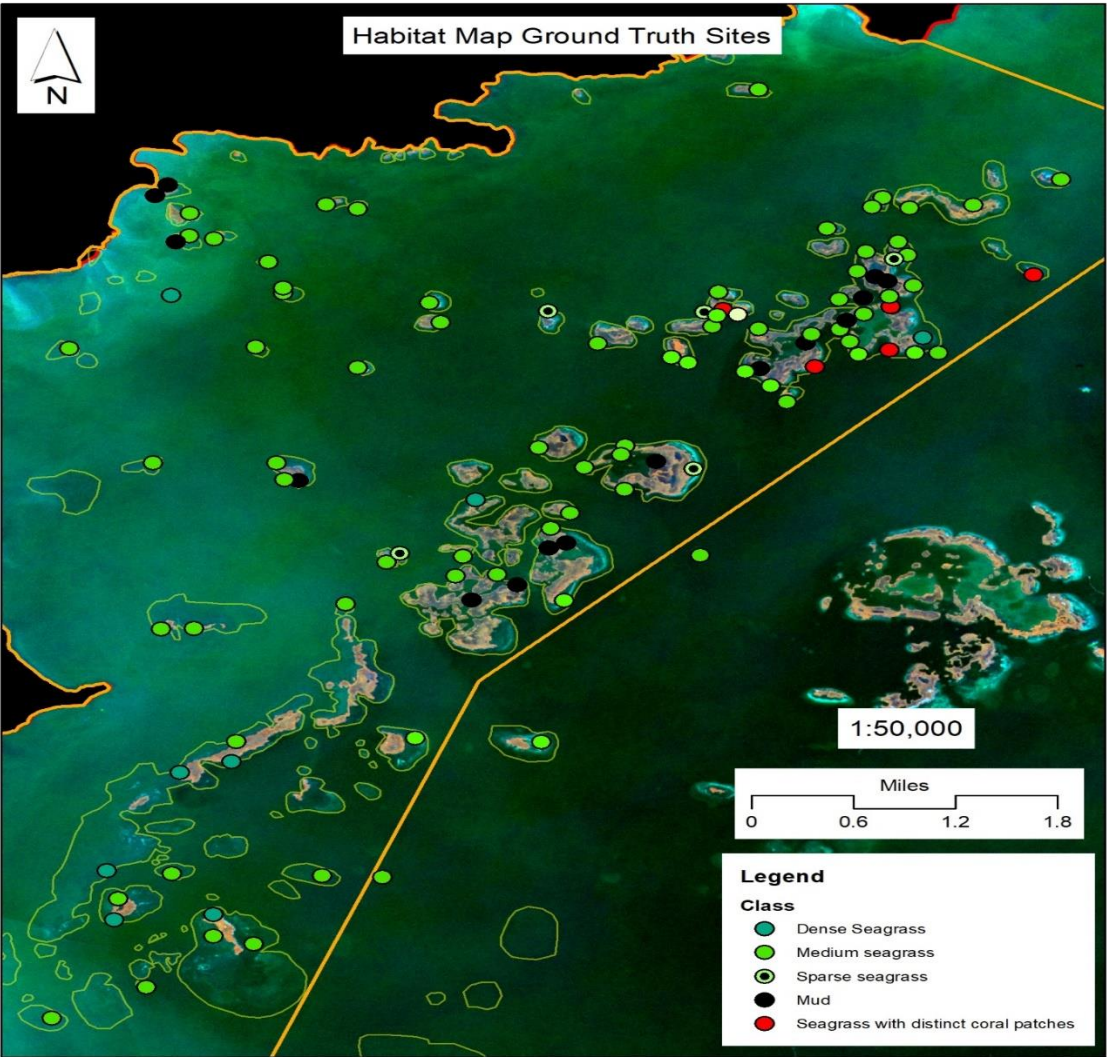 Habitat Map Ground Truth Sites
N
1:50,000
Miles
0 0.6 1.2 1.8
Legend
Class
Dense Seagrass
Medium seagrass
Sparse seagrass
Mud
Seagrass with distinct coral patches